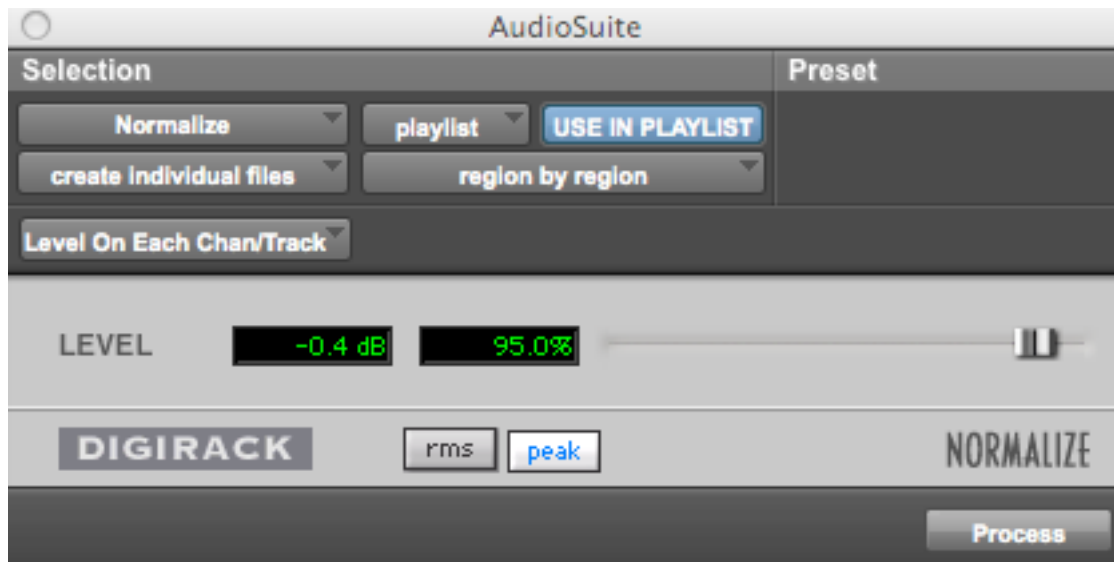 AudioSuite
Selection Preset
Normalize playlist USE IN PLAYLIST
create individual files region by region
Level On Each Chan/Track
LEVEL -0.4 dB 95.0%
DIGIRACK rms peak NORMALIZE
Process